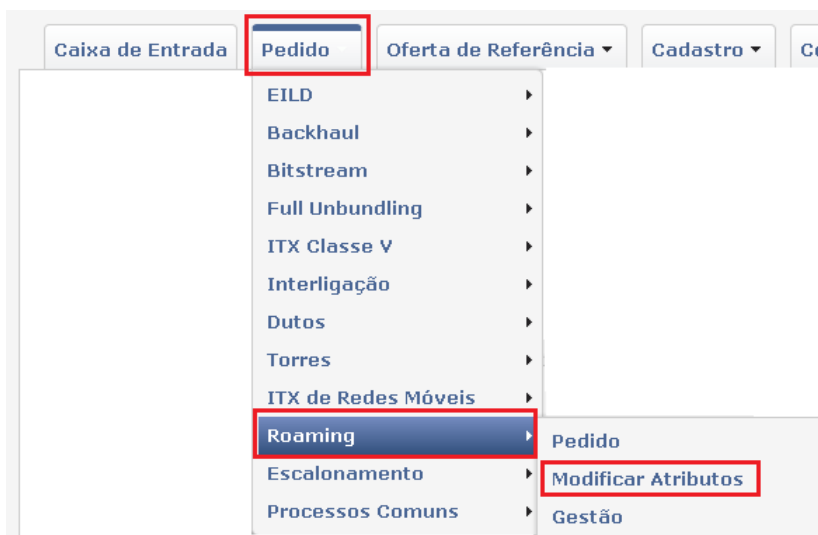 Caixa de Entrada Pedido Oferta de Referência Cadastro
EILD
Backhaul
Bitstream
Full Unbundling
ITX Classe V
Interligação
Dutos
Torres
ITX de Redes Móveis
Roaming
Pedido
Escalonamento
Modificar Atributos
Processos Comuns
Gestão